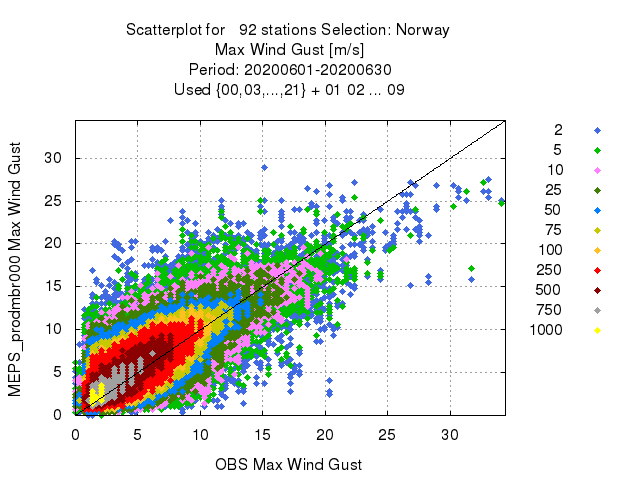 Scatterplot for 92 stations Selection: Norway
Max Wind Gust [m/s]
Period: 20200601-20200630
Used {00,03,...,21} + 01 02 ... 09
MEPS_prodmbr000 Max Wind Gust
30
25
20
15
10
5
0
0 5 10 15 20 25 30
OBS Max Wind Gust
2
5
10
25
50
75
100
250
500
750
1000